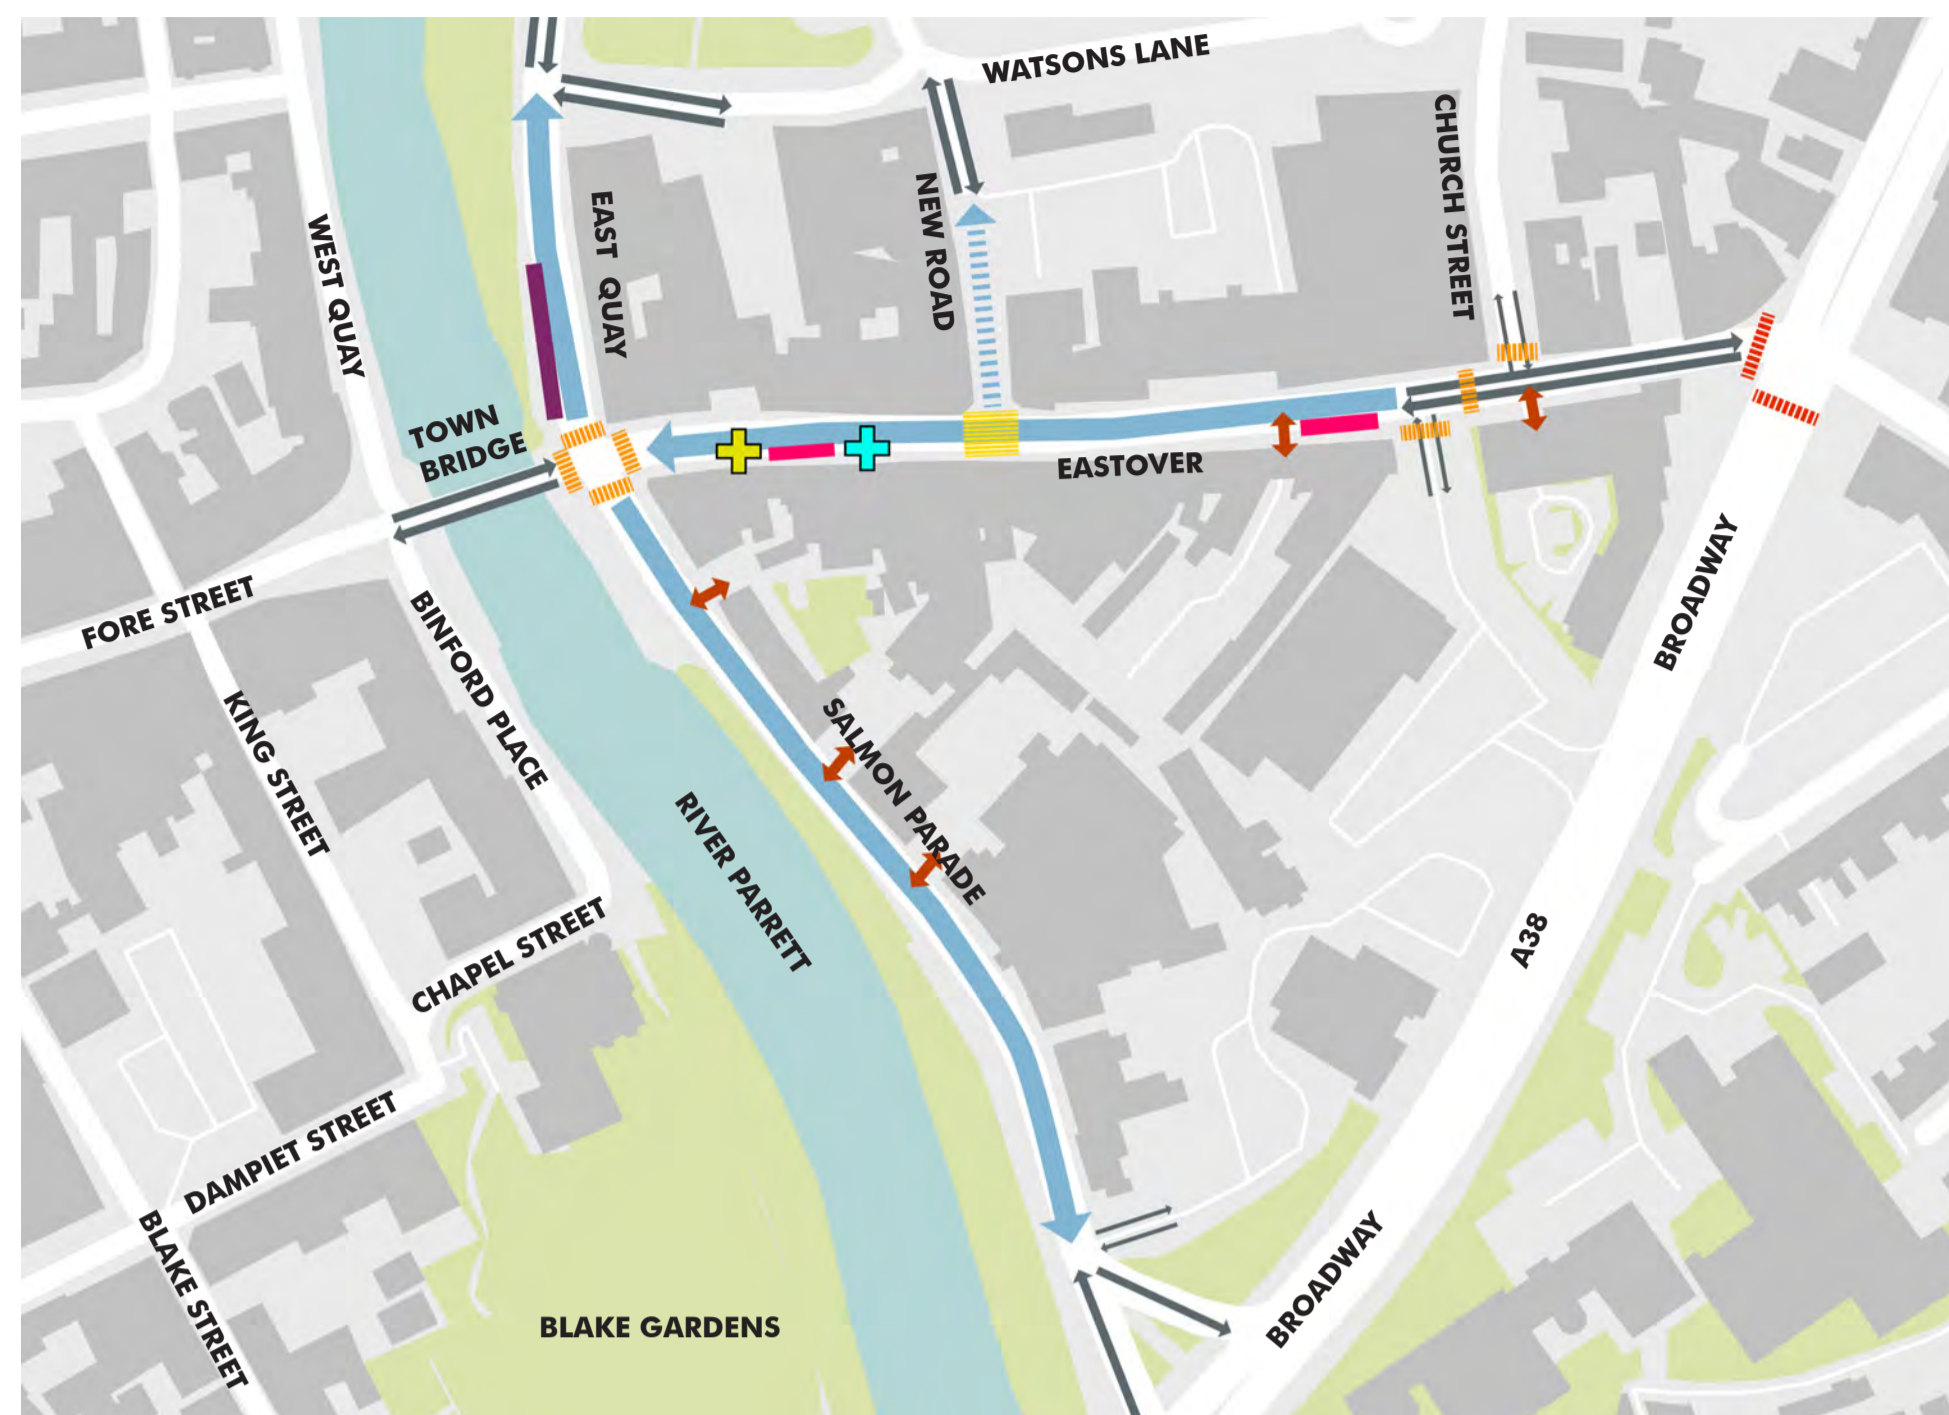 WATSONS LANE
CHURCH STREET
NEW ROAD
EAST QUAY
WEST QUAY
TOWN
BRIDGE
EASTOVER
FORE STREET
BINFORD PLACE
BROADWAY
KING STREET
SALMON PARADE
RIVER PARRETT
A38
CHAPEL STREET
DAMPIET STREET
BLAKE STREET
BLAKE GARDENS
BROADWAY